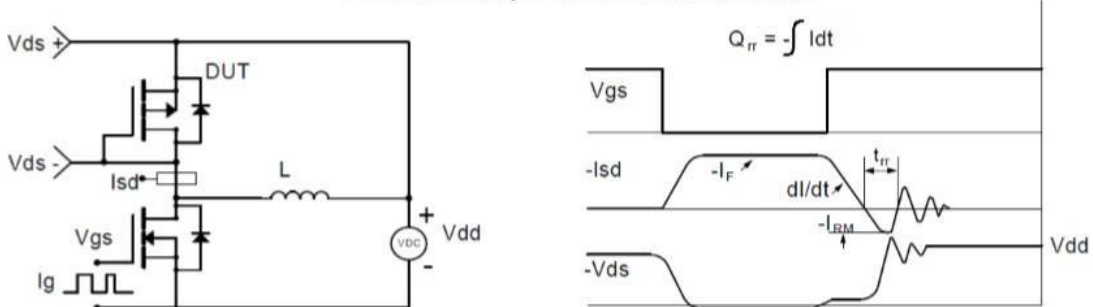 Vds +
DUT
Vds -
Isd
L
Vgs
Ig
VDC
+
Vdd
-
Qrr = -∫ Idt
Vgs
-Isd
-IF
dI/dt
trr
-IRM
Vdd
-Vds